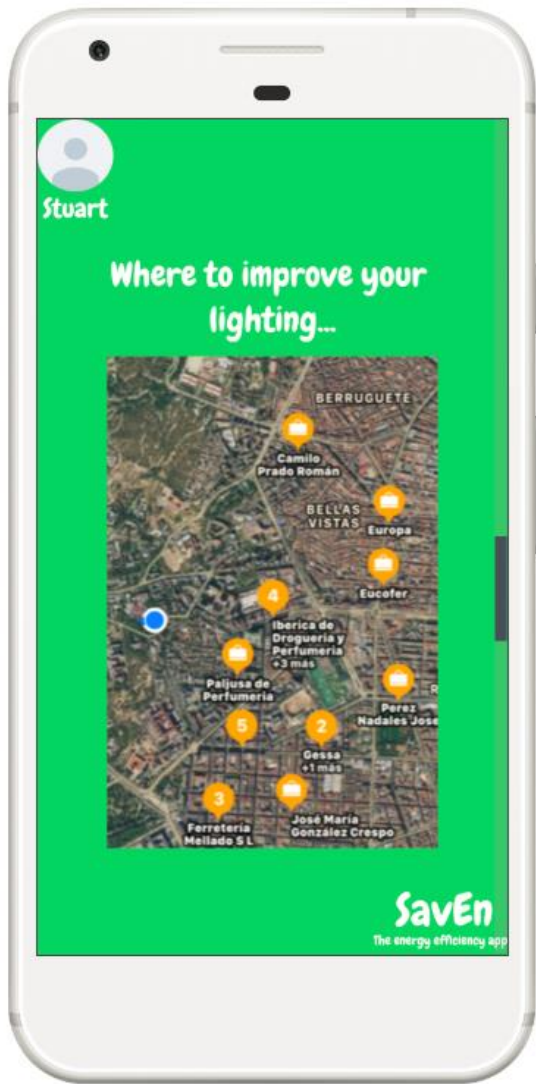 Stuart
Where to improve your
lighting...
BERRUGUETE
Camilo
Prado Román
BELLAS
VISTAS
Europa
Eucofer
4
Iberica de
Drogueria y
Perfumeria
+3 más
Paljusa de
Perfumeria
R
Perez
Nadales Jose
5
2
Gessa
+1 más
3
Ferreteria
Mellado S L
José María
González Crespo
SavEn
The energy efficiency app